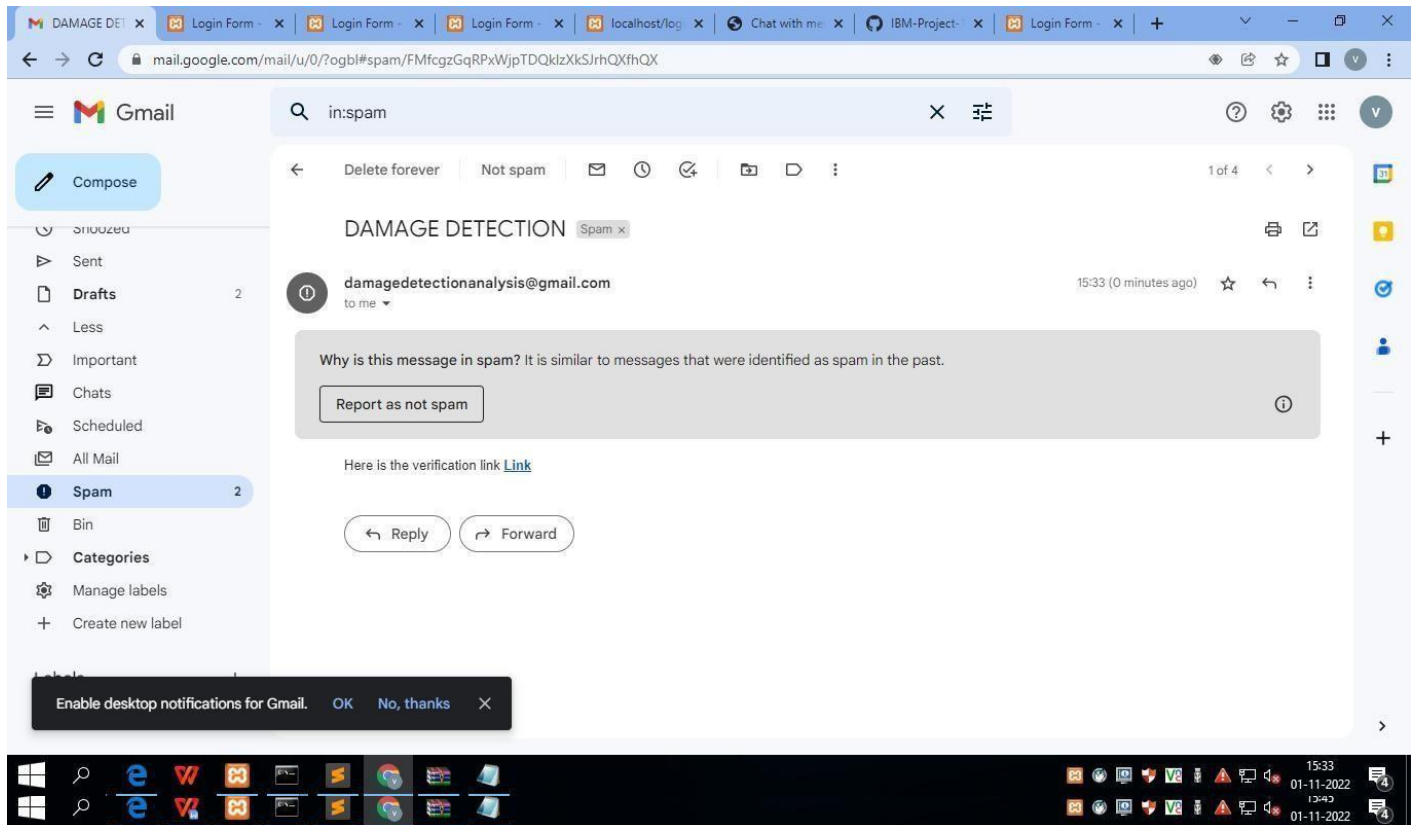 DAMAGE DET
Login Form -
Login Form -
Login Form -
localhost/log
Chat with me
IBM-Project-
Login Form -
mail.google.com/mail/u/0/?ogbl#spam/FMfcgzGqRPxWjpTDQklzXkSJrhQXfhQX
V
Gmail
in:spam
V
Compose
Delete forever
Not spam
1 of 4
31
Snoozed
DAMAGE DETECTION Spam ×
Sent
Drafts 2
damagedetectionanalysis@gmail.com
15:33 (0 minutes ago)
to me
Less
Important
Why is this message in spam? It is similar to messages that were identified as spam in the past.
Chats
Report as not spam
Scheduled
All Mail
Here is the verification link Link
Spam 2
Bin
Reply
Forward
Categories
Manage labels
Create new label
Labels
Enable desktop notifications for Gmail. OK No, thanks
15:33
01-11-2022
4
15:45
01-11-2022
4